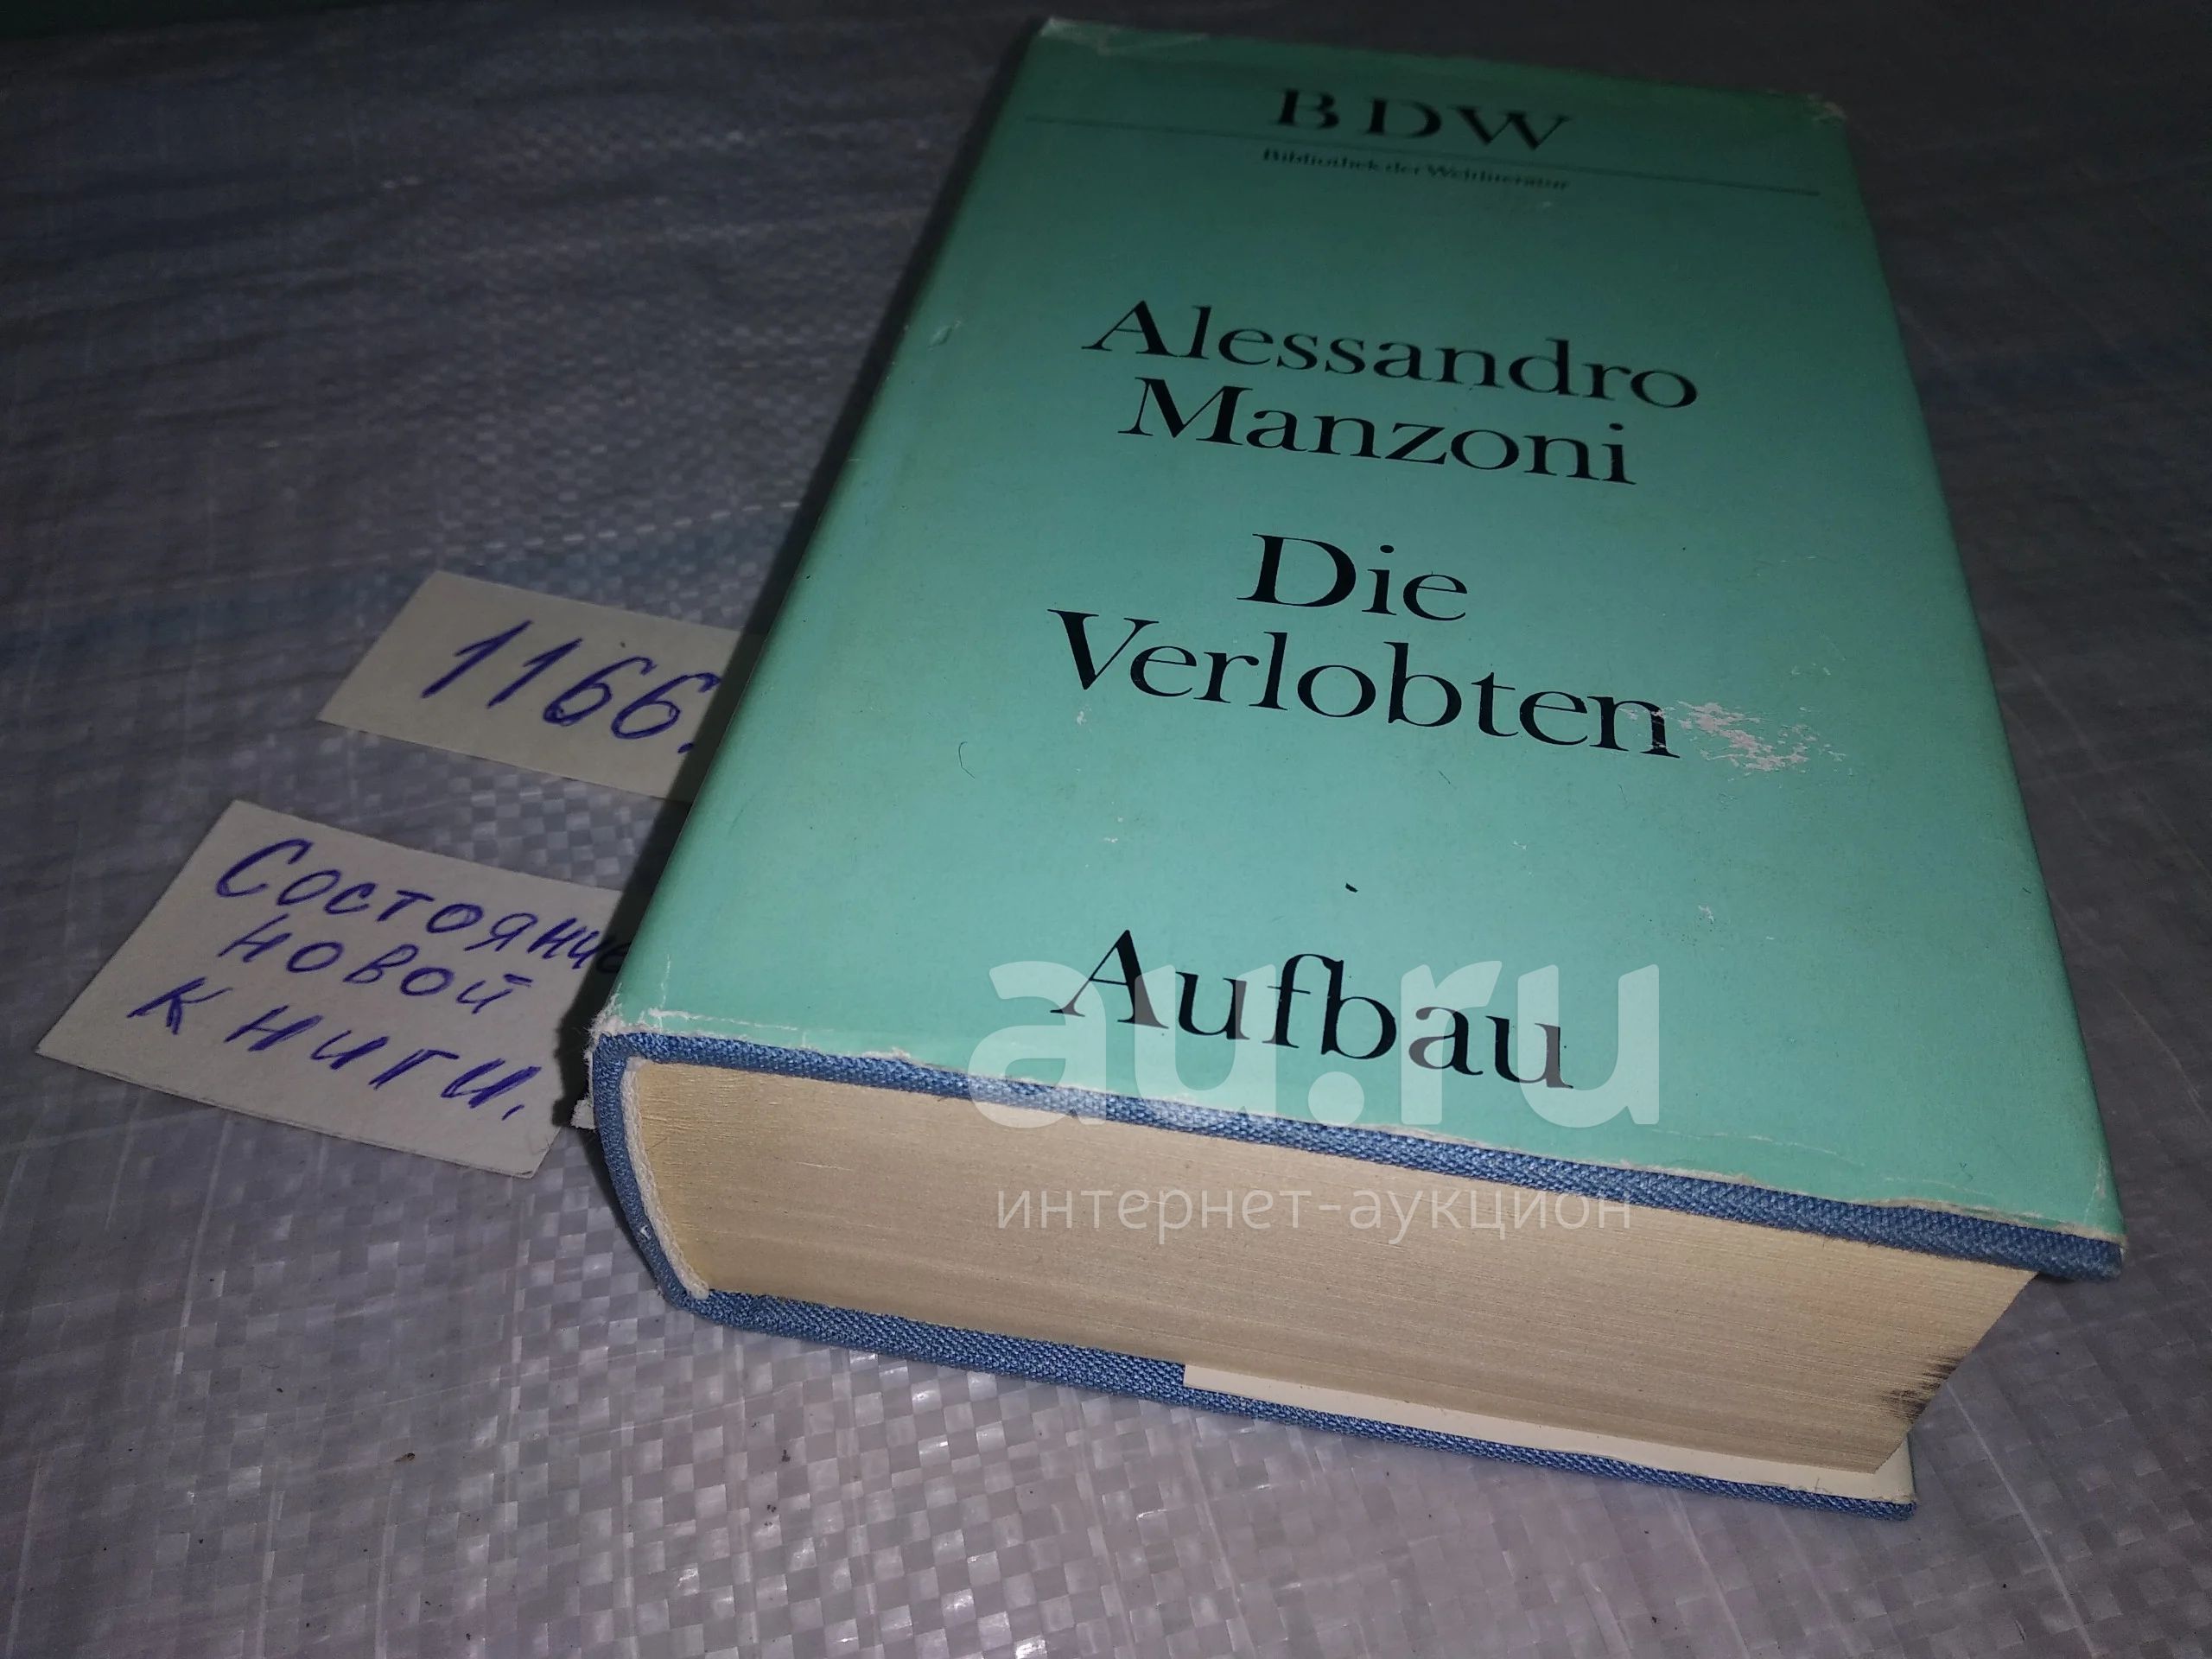 BDW
Bibliothek der Weltliteratur
Alessandro
Manzoni
Die
Verlobten
Aufbau
1166.
Состояние
новой
книги.
au.ru
интернет-аукцион